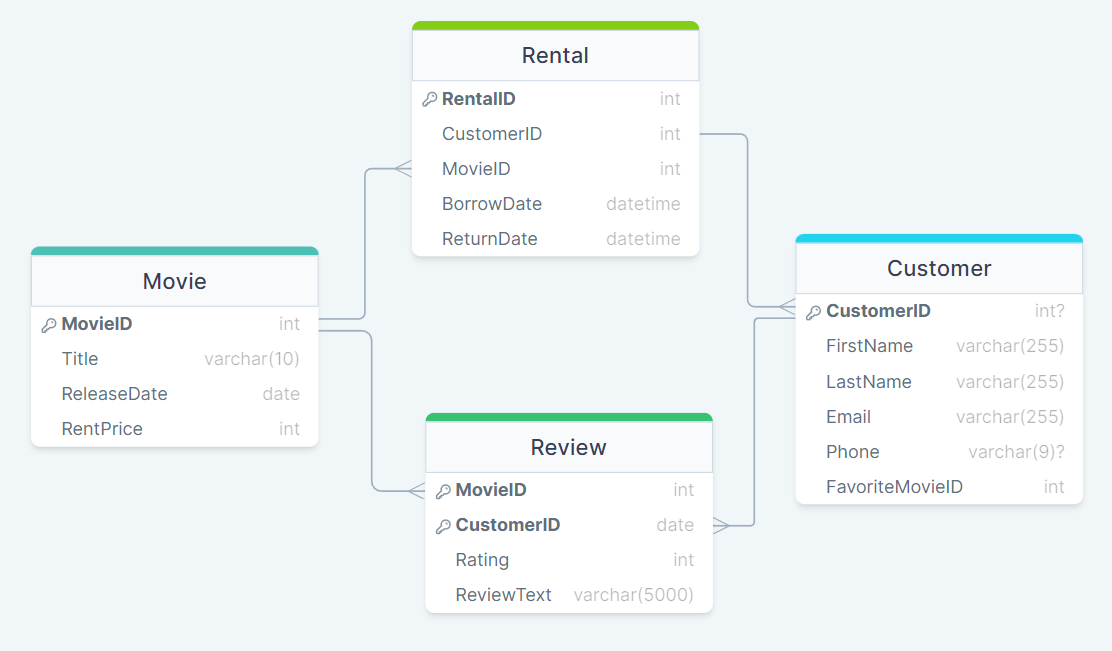 Rental
RentalID int
CustomerID int
MovieID int
BorrowDate datetime
ReturnDate datetime
Movie
MovieID int
Title varchar(10)
ReleaseDate date
RentPrice int
Customer
CustomerID int?
FirstName varchar(255)
LastName varchar(255)
Email varchar(255)
Phone varchar(9)?
FavoriteMovieID int
Review
MovieID int
CustomerID date
Rating int
ReviewText varchar(5000)